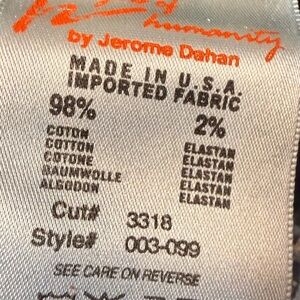 humanity
by Jerome Dahan
MADE IN U.S.A.
IMPORTED FABRIC
98% 2%
COTON ELASTAN
COTTON ELASTAN
COTONE ELASTAN
BAUMWOLLE ELASTAN
ALGODON ELASTAN
Cut# 3318
Style# 003-099
SEE CARE ON REVERSE